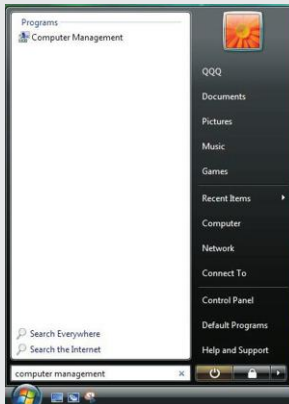 Programs
Computer Management
Search Everywhere
Search the Internet
computer management
QQQ
Documents
Pictures
Music
Games
Recent Items
Computer
Network
Connect To
Control Panel
Default Programs
Help and Support